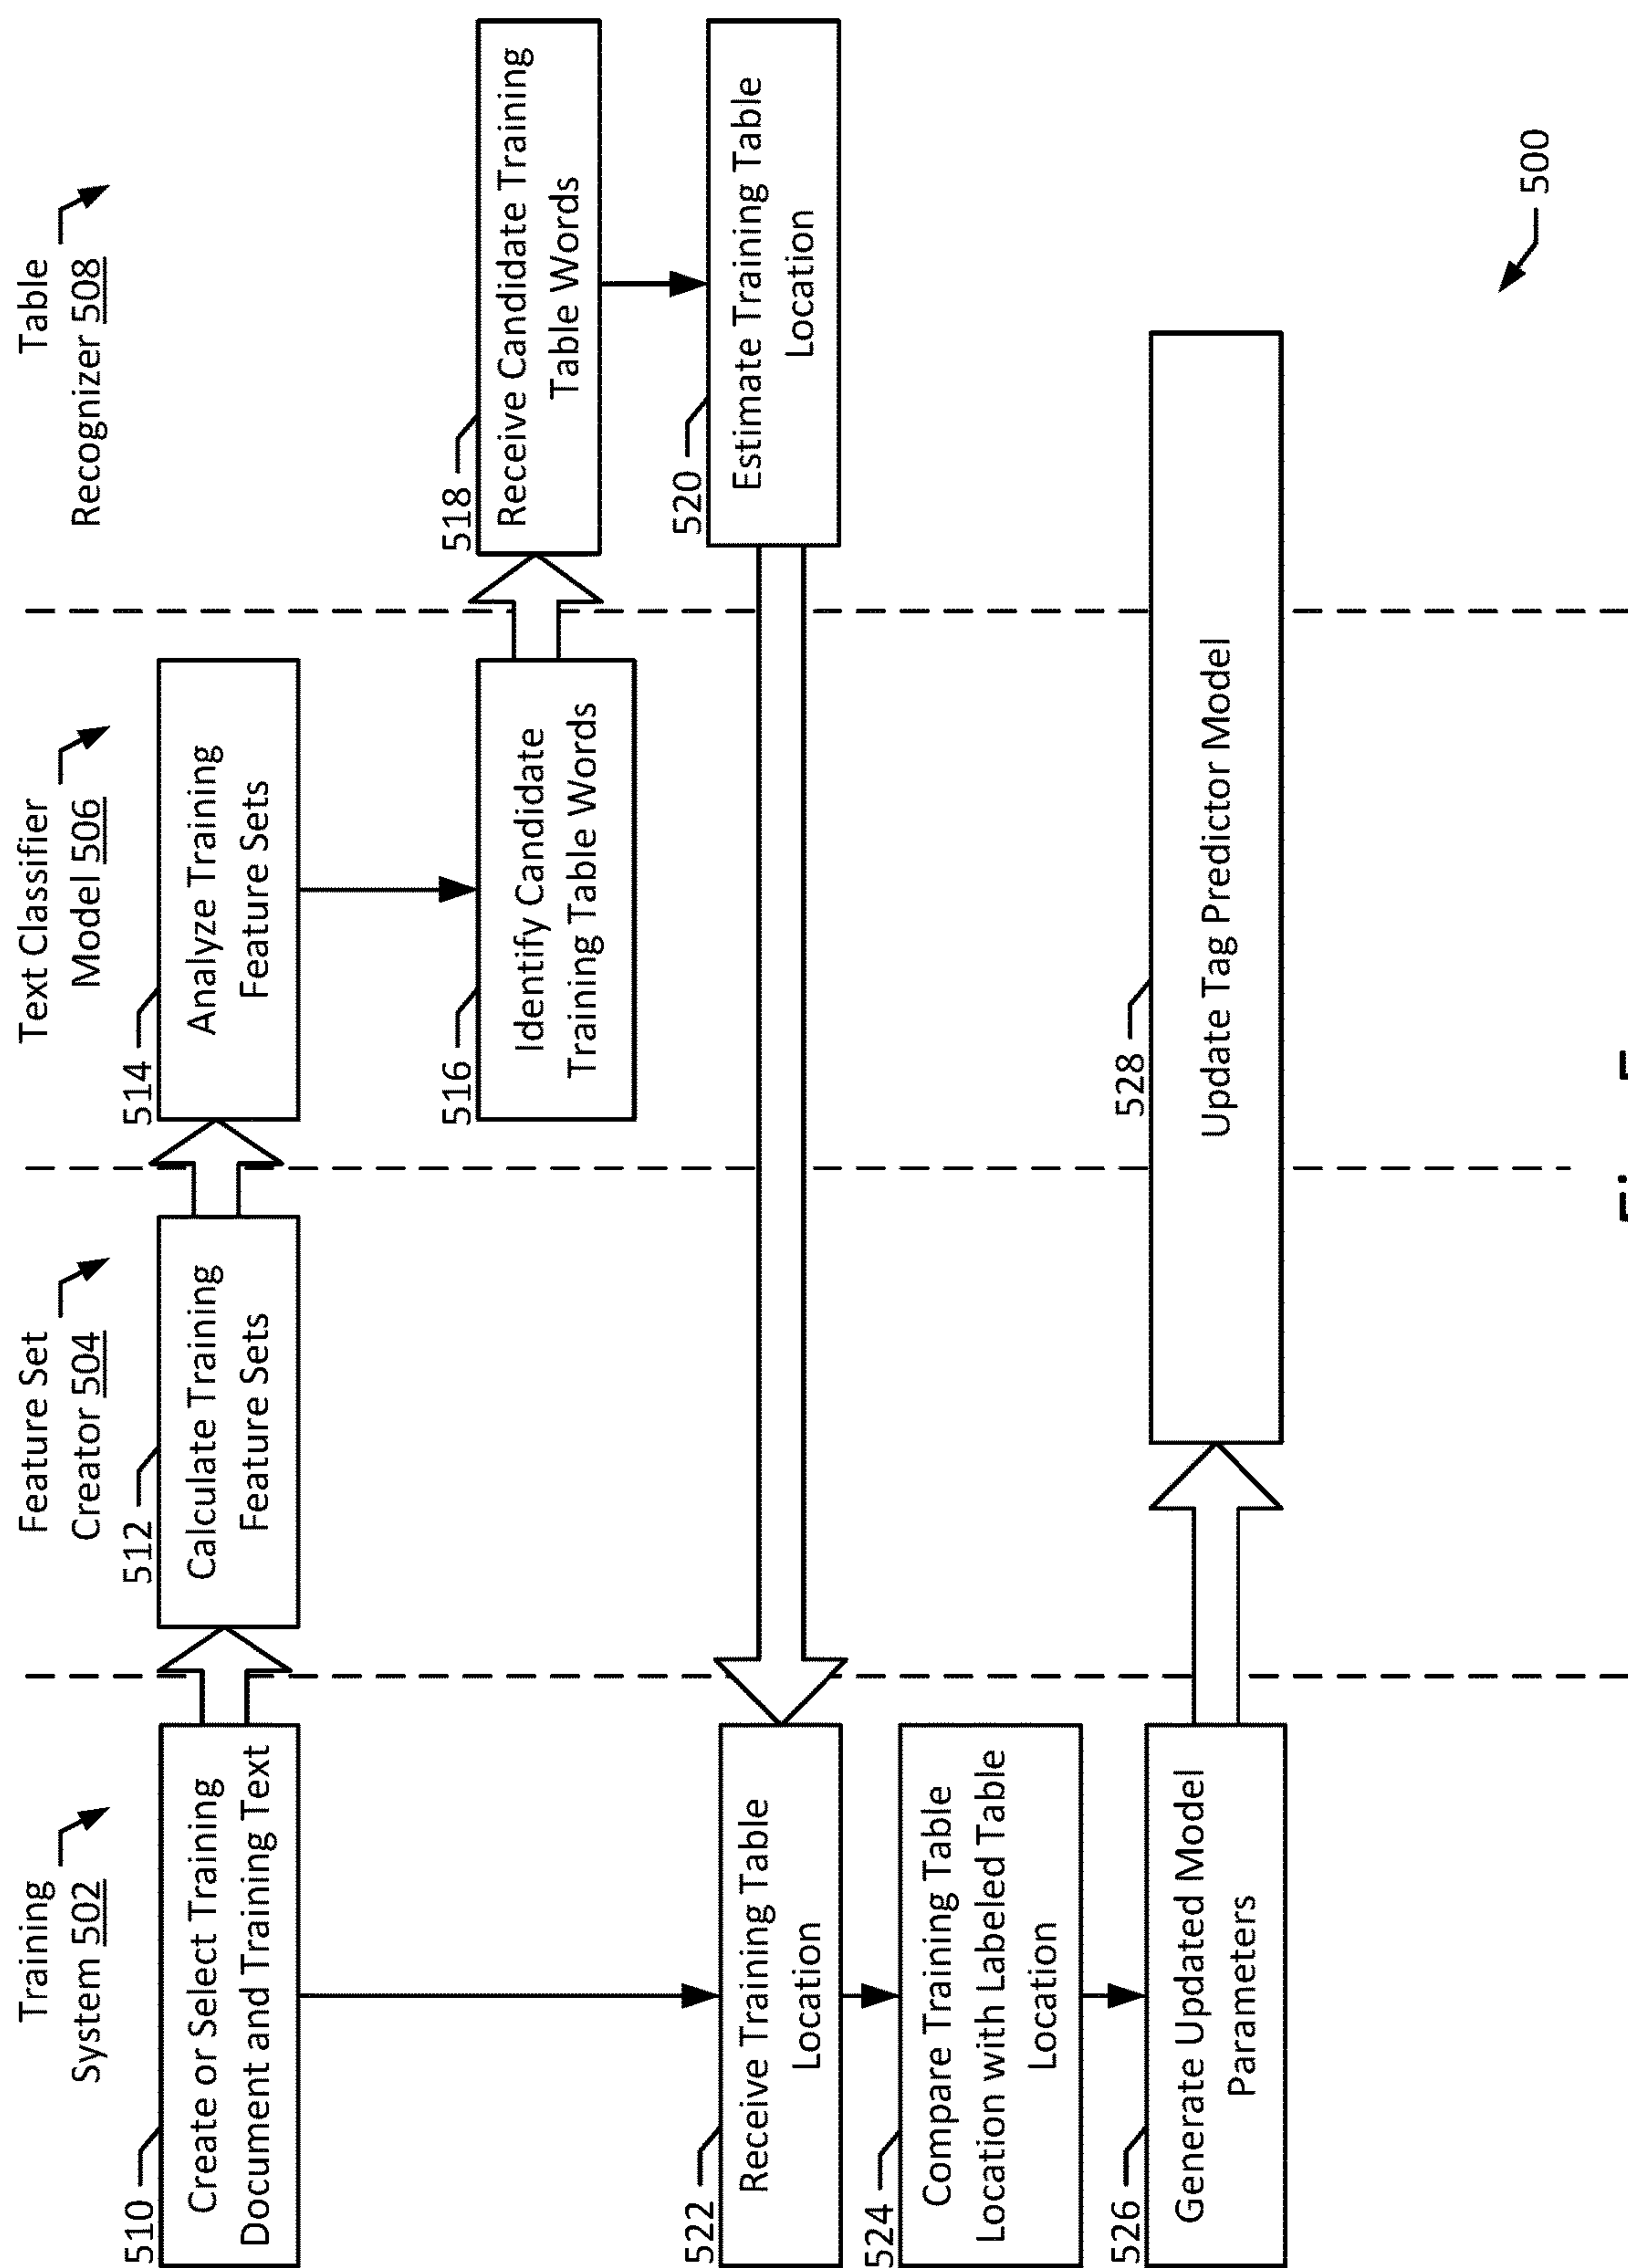 Training
System 502
Feature Set
Creator 504
Text Classifier
Model 506
Table
Recognizer 508
510
Create or Select Training
Document and Training Text
512
Calculate Training
Feature Sets
514
Analyze Training
Feature Sets
516
Identify Candidate
Training Table Words
518
Receive Candidate Training
Table Words
520
Estimate Training Table
Location
522
Receive Training Table
Location
524
Compare Training Table
Location with Labeled Table
Location
526
Generate Updated Model
Parameters
528
Update Tag Predictor Model
500